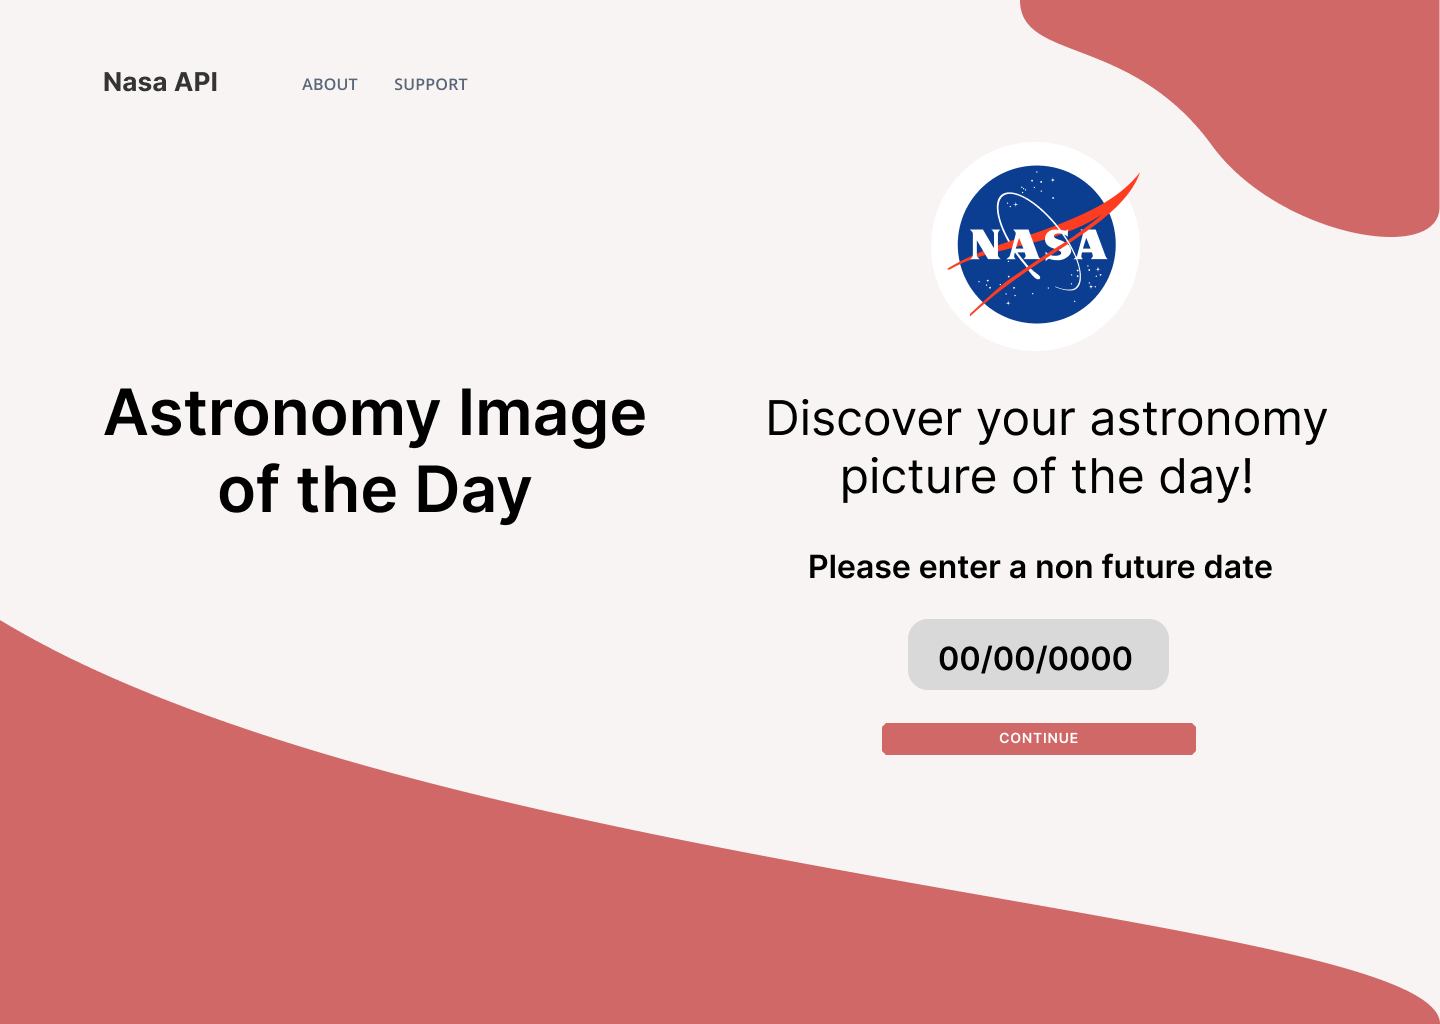 Nasa API
ABOUT
SUPPORT
NASA
Astronomy Image
of the Day
Discover your astronomy
picture of the day!
Please enter a non future date
00/00/0000
CONTINUE